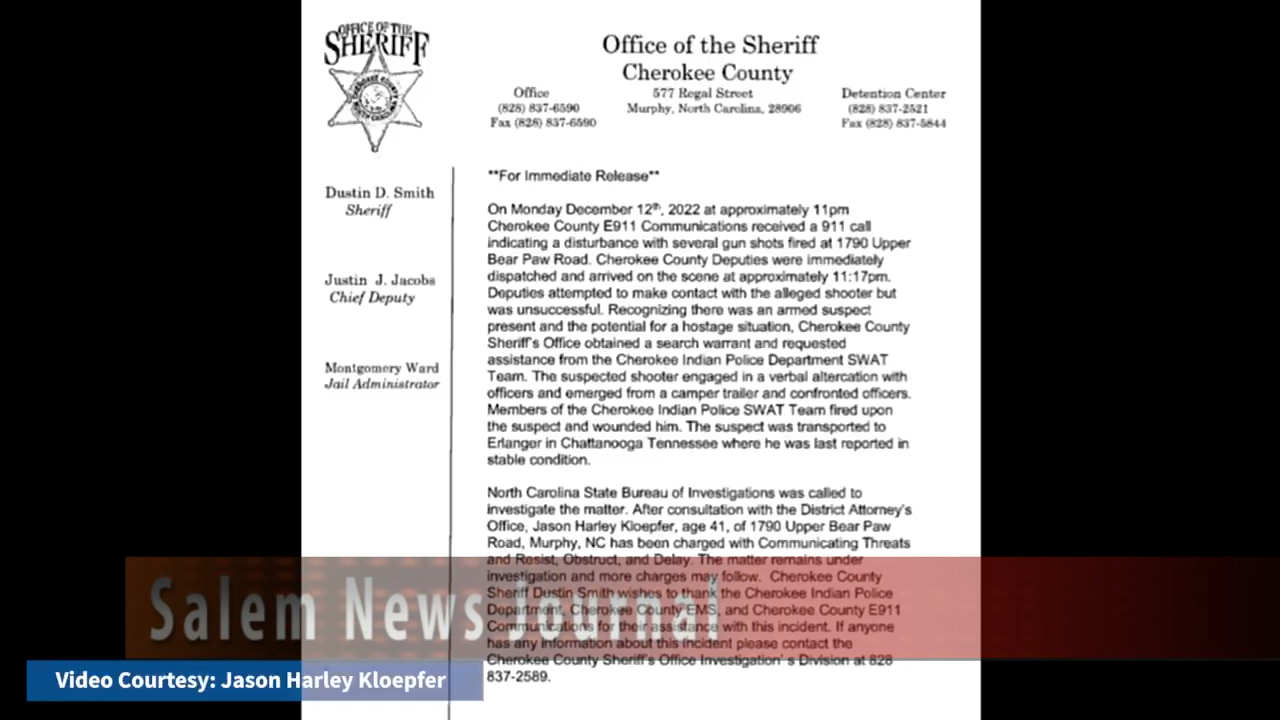 OFFICE OF THE
SHERIFF
Office of the Sheriff
Cherokee County
Office
(828) 837-6590
Fax (828) 837-6590
577 Regal Street
Murphy, North Carolina, 28906
Detention Center
(828) 837-2521
Fax (828) 837-5844
Dustin D. Smith
Sheriff
Justin J. Jacobs
Chief Deputy
Montgomery Ward
Jail Administrator
**For Immediate Release**
On Monday December 12th, 2022 at approximately 11pm
Cherokee County E911 Communications received a 911 call
indicating a disturbance with several gun shots fired at 1790 Upper
Bear Paw Road. Cherokee County Deputies were immediately
dispatched and arrived on the scene at approximately 11:17pm.
Deputies attempted to make contact with the alleged shooter but
was unsuccessful. Recognizing there was an armed suspect
present and the potential for a hostage situation, Cherokee County
Sheriff's Office obtained a search warrant and requested
assistance from the Cherokee Indian Police Department SWAT
Team. The suspected shooter engaged in a verbal altercation with
officers and emerged from a camper trailer and confronted officers.
Members of the Cherokee Indian Police SWAT Team fired upon
the suspect and wounded him. The suspect was transported to
Erlanger in Chattanooga Tennessee where he was last reported in
stable condition.
North Carolina State Bureau of Investigations was called to
investigate the matter. After consultation with the District Attorney's
Office, Jason Harley Kloepfer, age 41, of 1790 Upper Bear Paw
Road, Murphy, NC has been charged with Communicating Threats
and Resist, Obstruct, and Delay. The matter remains under
investigation and more charges may follow. Cherokee County
Sheriff Dustin Smith wishes to thank the Cherokee Indian Police
Department, Cherokee County EMS, and Cherokee County E911
Communications for their assistance with this incident. If anyone
has any information about this incident please contact the
Cherokee County Sheriff's Office Investigation' s Division at 828
837-2589.
Salem News Journal
Video Courtesy: Jason Harley Kloepfer